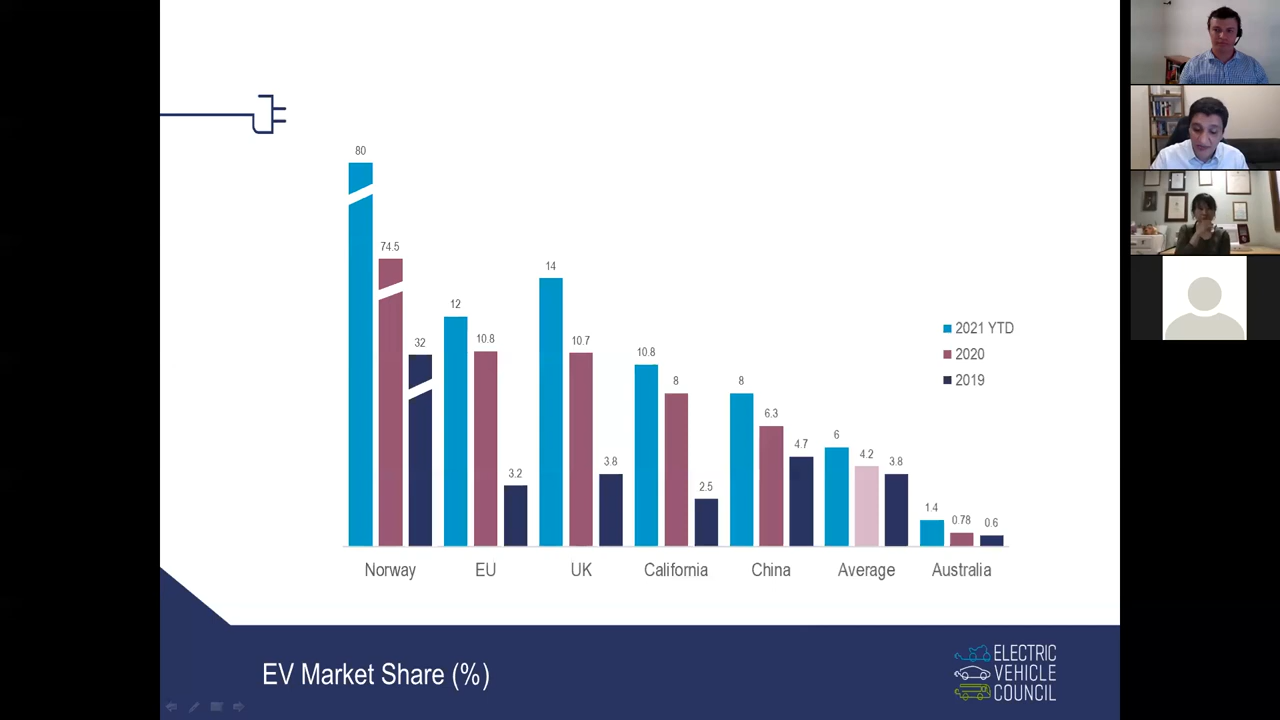 80
74.5
32
12
10.8
3.2
14
10.7
3.8
10.8
8
2.5
8
6.3
4.7
6
4.2
3.8
1.4
0.78
0.6
2021 YTD
2020
2019
Norway
EU
UK
California
China
Average
Australia
EV Market Share (%)
ELECTRIC
VEHICLE
COUNCIL